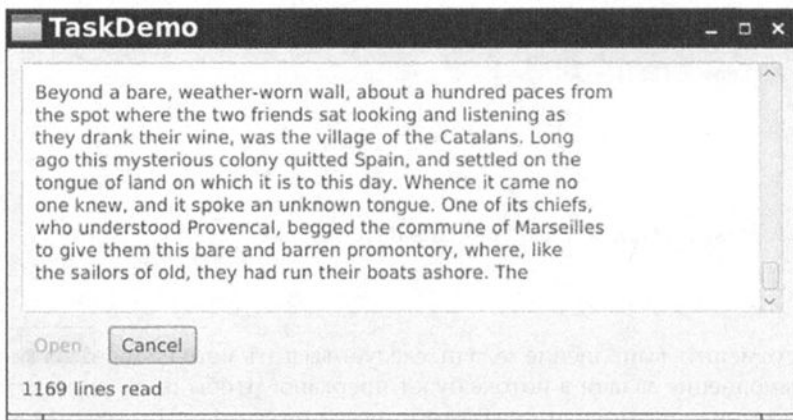 TaskDemo
Beyond a bare, weather-worn wall, about a hundred paces from
the spot where the two friends sat looking and listening as
they drank their wine, was the village of the Catalans. Long
ago this mysterious colony quitted Spain, and settled on the
tongue of land on which it is to this day. Whence it came no
one knew, and it spoke an unknown tongue. One of its chiefs,
who understood Provencal, begged the commune of Marseilles
to give them this bare and barren promontory, where, like
the sailors of old, they had run their boats ashore. The
Open Cancel
1169 lines read